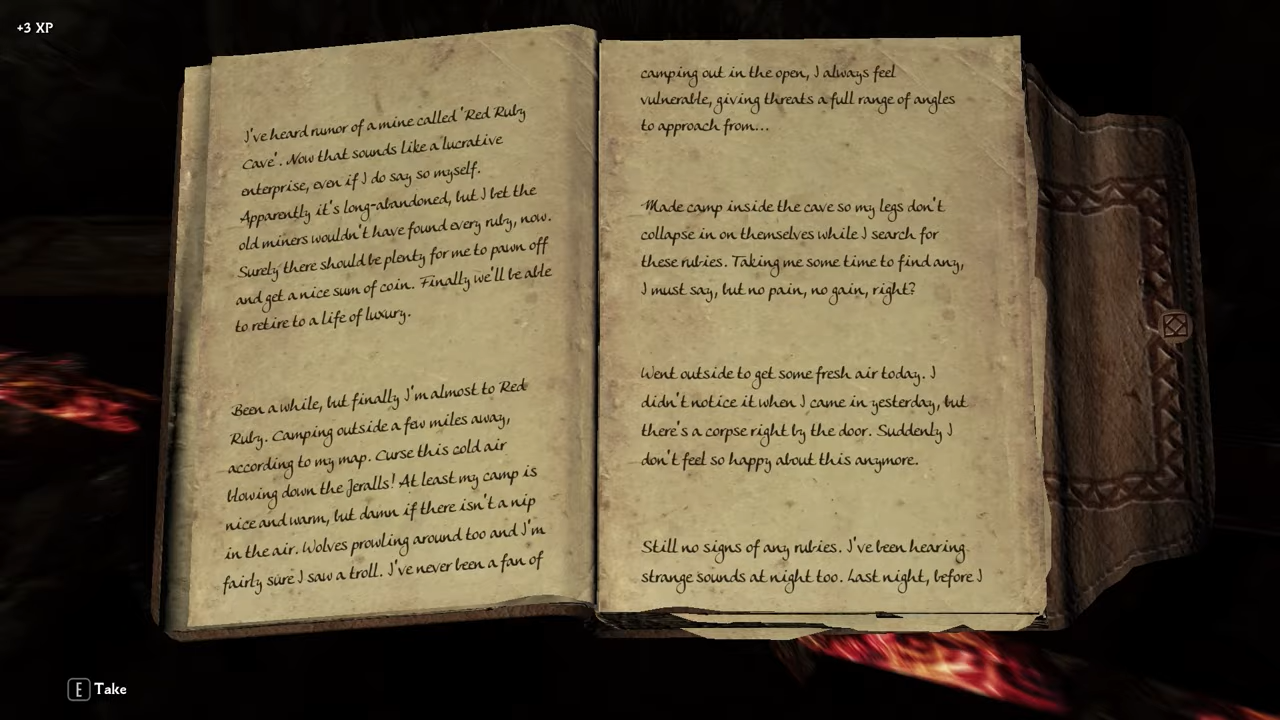 +3 XP
I've heard rumor of a mine called 'Red Ruby
Cave'. Now that sounds like a lucrative
enterprise, even if I do say so myself.
Apparently it's long-abandoned, but I bet the
old miners wouldn't have found every ruby, now.
Surely there should be plenty for me to pawn off
and get a nice sum of coin. Finally we'll be able
to retire to a life of luxury.
Been a while, but finally I'm almost to Red
Ruby. Camping outside a few miles away,
according to my map. Curse this cold air
blowing down the Jeralls! At least my camp is
nice and warm, but damn if there isn't a nip
in the air. Wolves prowling around too and I'm
fairly sure I saw a troll. I've never been a fan of
camping out in the open, I always feel
vulnerable, giving threats a full range of angles
to approach from...
Made camp inside the cave so my legs don't
collapse in on themselves while I search for
these rubies. Taking me some time to find any,
I must say, but no pain, no gain, right?
Went outside to get some fresh air today. I
didn't notice it when I came in yesterday, but
there's a corpse right by the door. Suddenly I
don't feel so happy about this anymore.
Still no signs of any rubies. I've been hearing
strange sounds at night too. Last night, before I
E Take